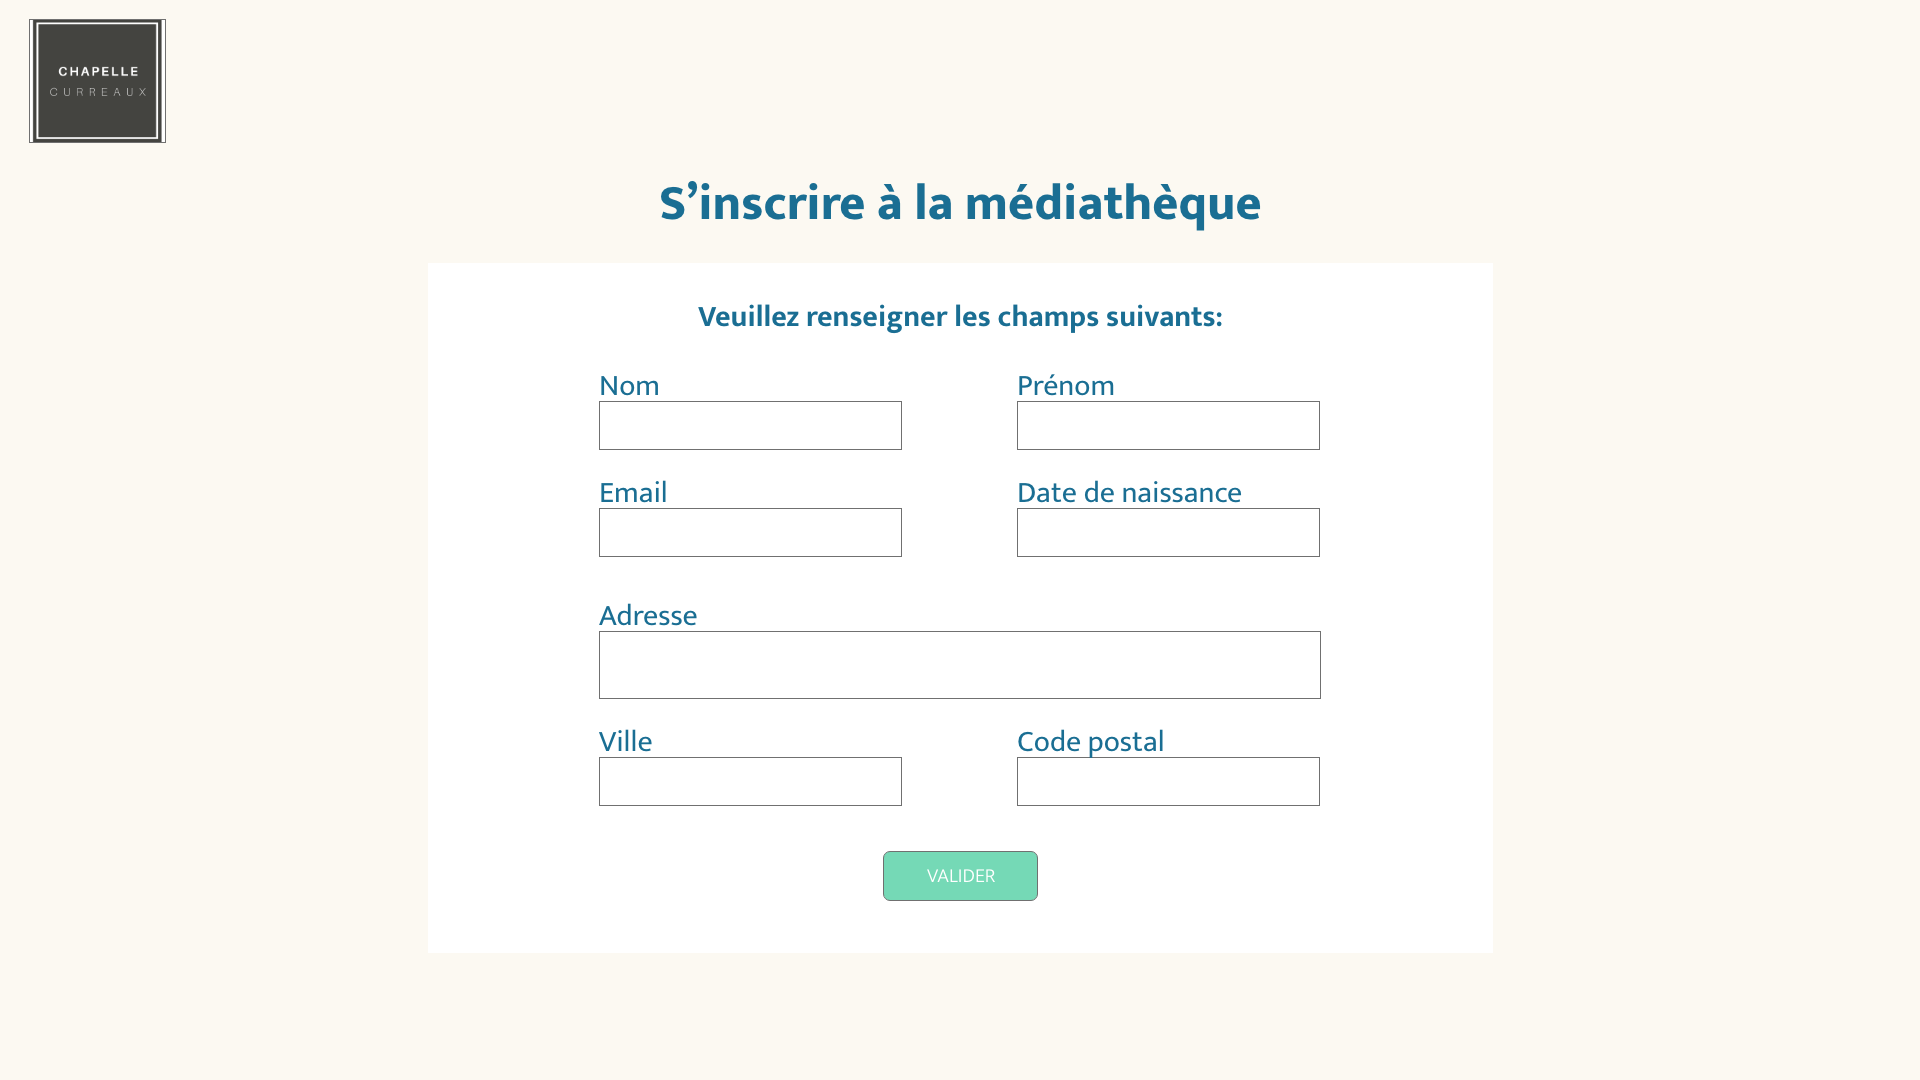 CHAPELLE
CURREAUX
S’inscrire à la médiathèque
Veuillez renseigner les champs suivants:
Nom
Prénom
Email
Date de naissance
Adresse
Ville
Code postal
VALIDER